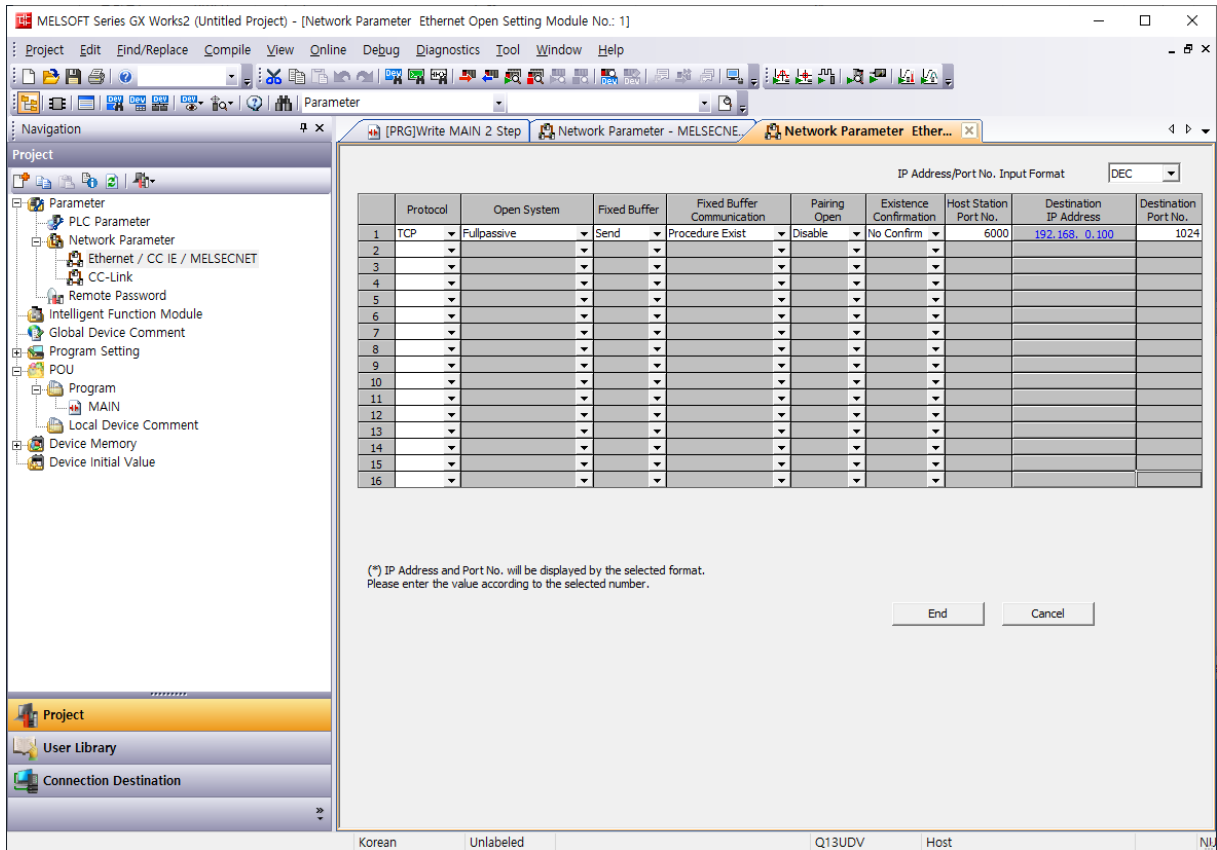 MELSOFT Series GX Works2 (Untitled Project) - [Network Parameter Ethernet Open Setting Module No.: 1]
Project Edit Find/Replace Compile View Online Debug Diagnostics Tool Window Help
Parameter
Navigation
[PRG]Write MAIN 2 Step
Network Parameter - MELSECNE...
Network Parameter Ether...
Project
Parameter
PLC Parameter
Network Parameter
Ethernet / CC IE / MELSECNET
CC-Link
Remote Password
Intelligent Function Module
Global Device Comment
Program Setting
POU
Program
MAIN
Local Device Comment
Device Memory
Device Initial Value
Project
User Library
Connection Destination
IP Address/Port No. Input Format DEC
Protocol Open System Fixed Buffer Fixed Buffer Communication Pairing Open Existence Confirmation Host Station Port No. Destination IP Address Destination Port No.
1 TCP Fullpassive Send Procedure Exist Disable No Confirm 6000 192.168. 0.100 1024
2
3
4
5
6
7
8
9
10
11
12
13
14
15
16
(*) IP Address and Port No. will be displayed by the selected format.
Please enter the value according to the selected number.
End Cancel
Korean Unlabeled Q13UDV Host